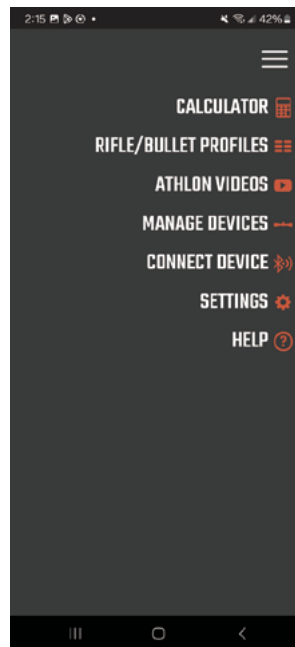 2:15 42%
CALCULATOR
RIFLE/BULLET PROFILES
ATHLON VIDEOS
MANAGE DEVICES
CONNECT DEVICE
SETTINGS
HELP